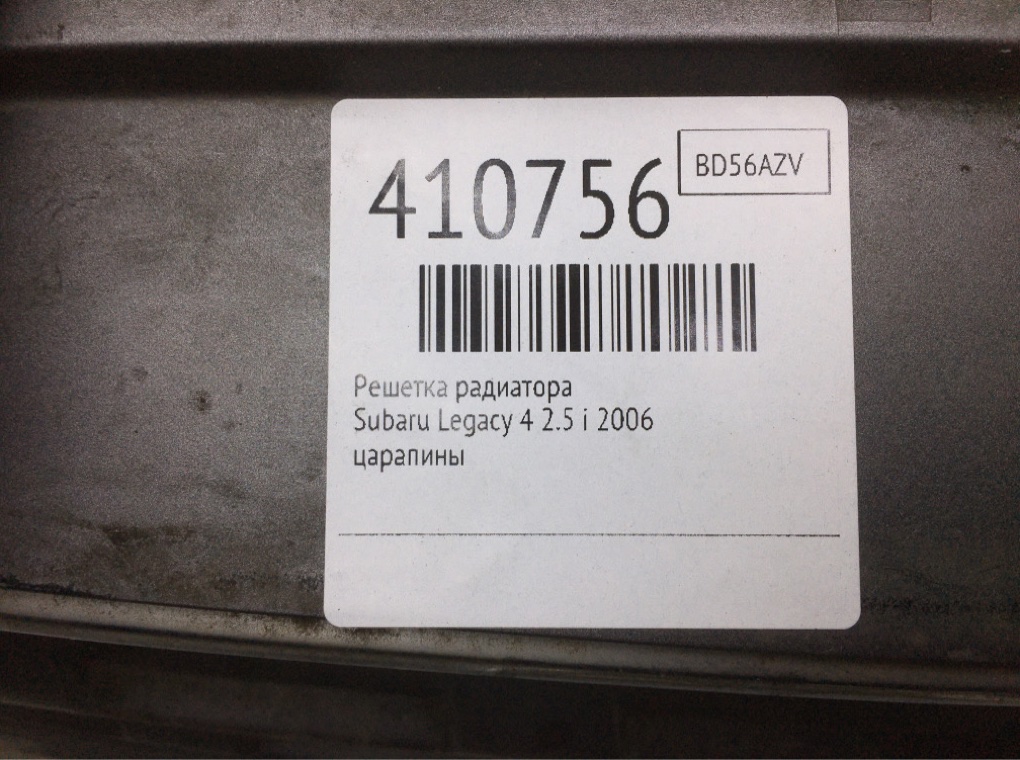 410756
BD56AZV
Решетка радиатора
Subaru Legacy 4 2.5 i 2006
царапины